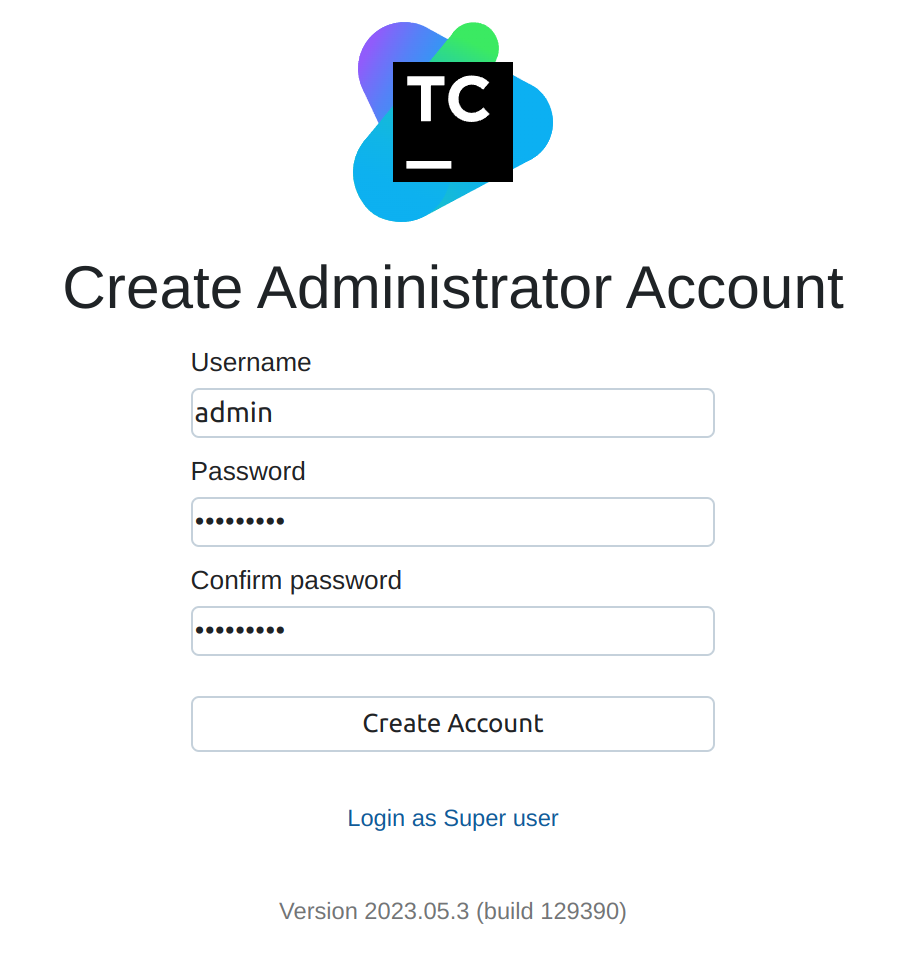 TC
Create Administrator Account
Username
admin
Password
•••••••••
Confirm password
•••••••••
Create Account
Login as Super user
Version 2023.05.3 (build 129390)